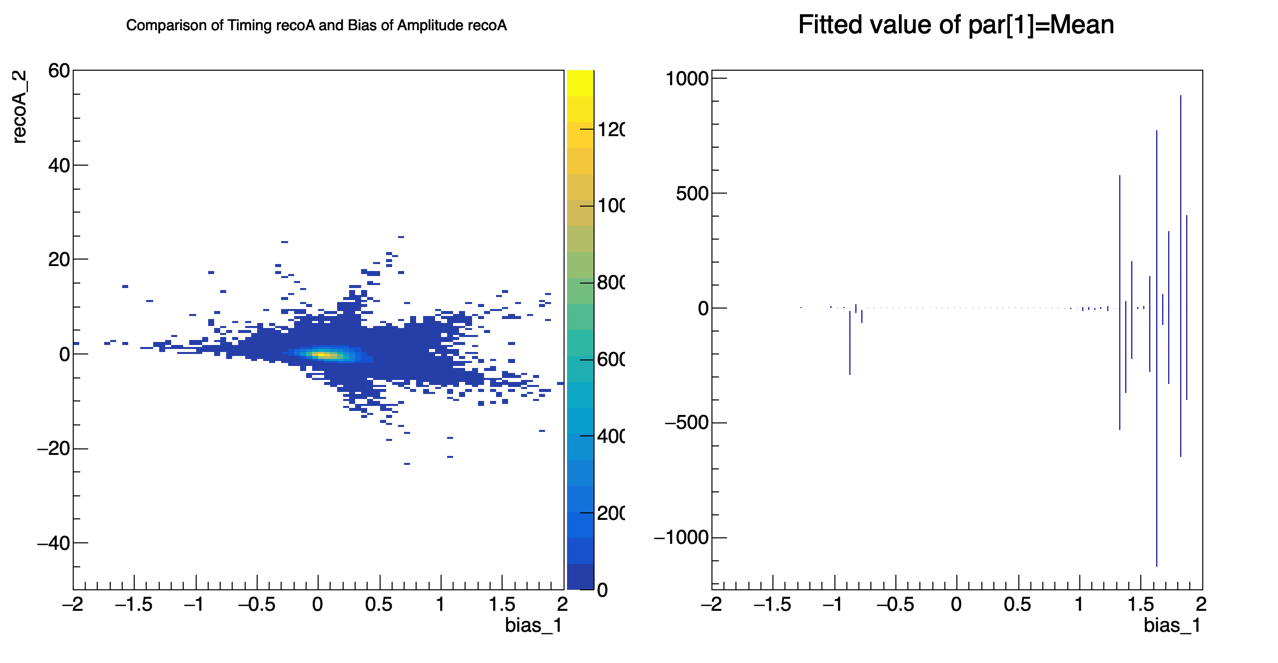 Comparison of Timing recoA and Bias of Amplitude recoA
recoA_2
60
40
20
0
−20
−40
−2 −1.5 −1 −0.5 0 0.5 1 1.5 2
bias_1
800
600
400
200
0
Fitted value of par[1]=Mean
1000
500
0
−500
−1000
−2 −1.5 −1 −0.5 0 0.5 1 1.5 2
bias_1